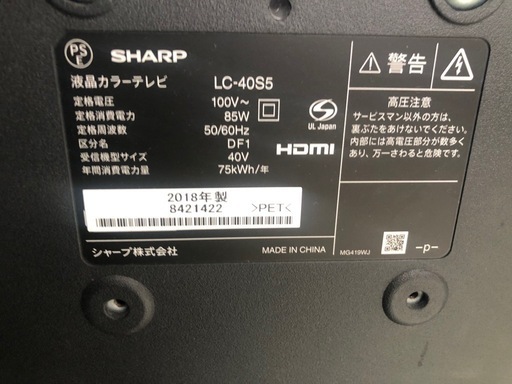 PS E
SHARP
液晶カラーテレビ LC-40S5
定格電圧 100V～
定格消費電力 85W
定格周波数 50/60Hz
区分名 DF1
受信機型サイズ 40V
年間消費電力量 75kWh/年
UL Japan
HDMI
2018年 製
8421422 >PET<
シャープ株式会社 MADE IN CHINA
警告
高圧注意
サービスマン以外の方は、
裏ぶたをあけないでください。
内部には高電圧部分が数多く
あり、万一さわると危険です。
MG419WJ
-p-